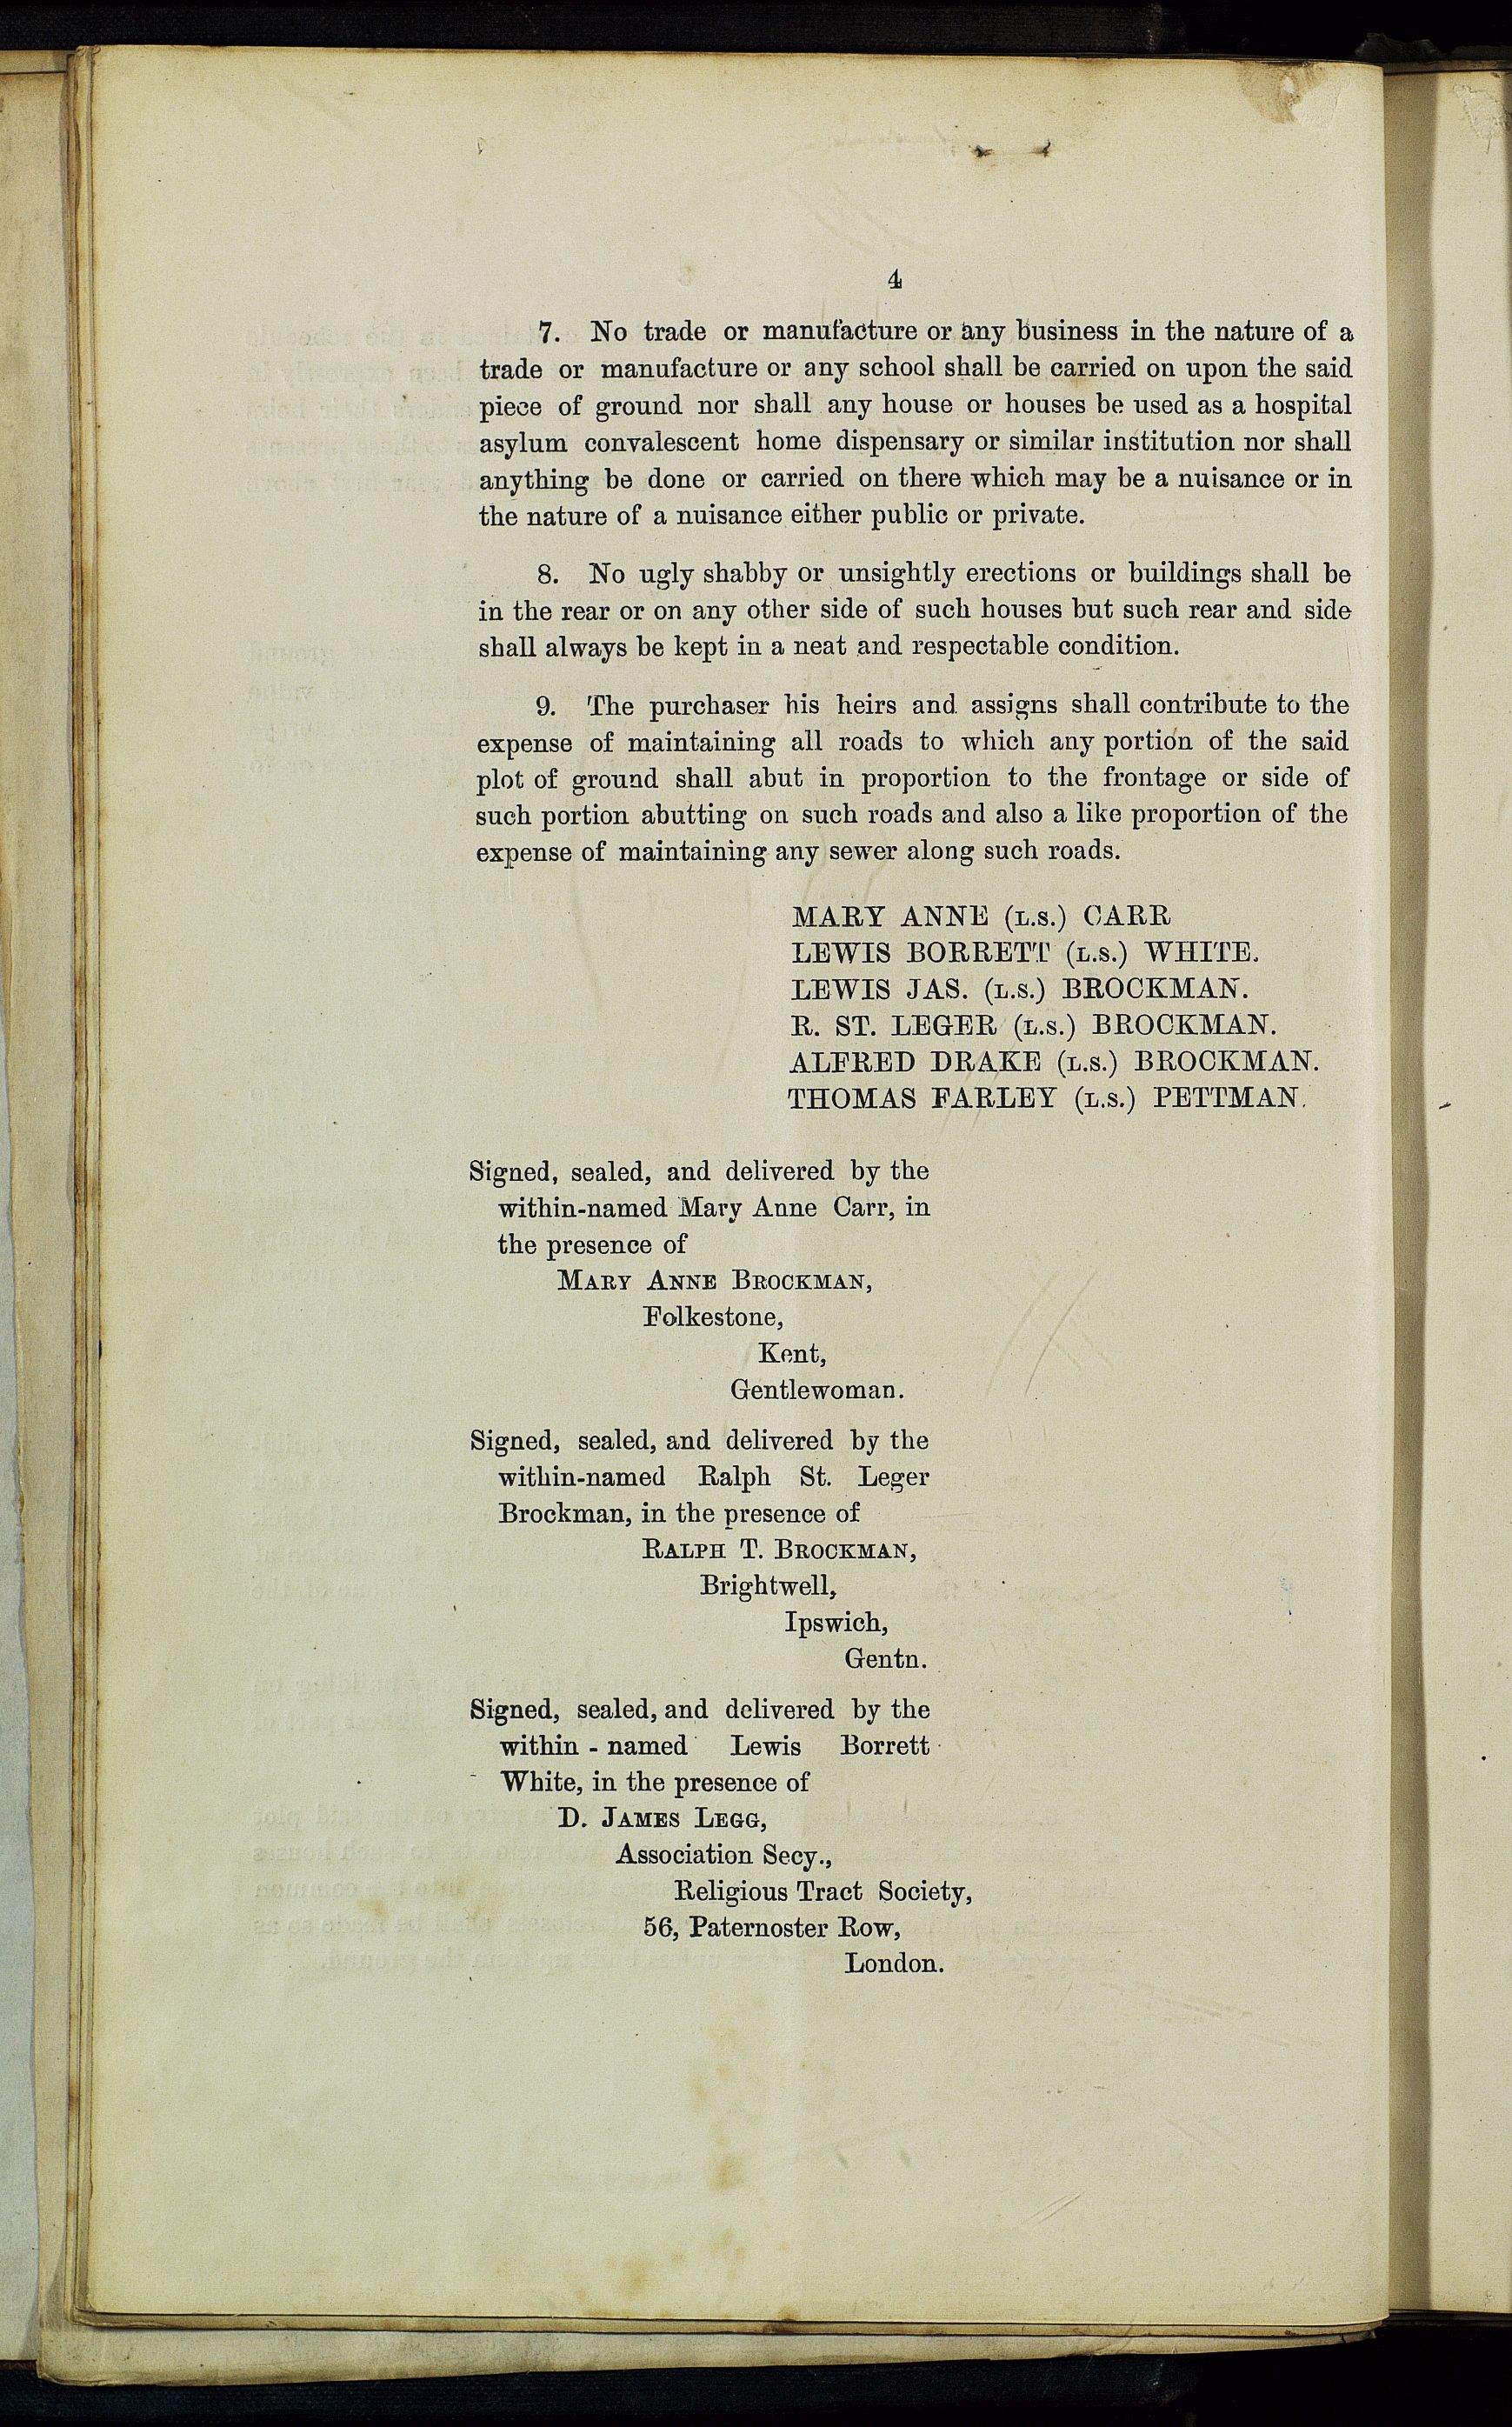 4
7. No trade or manufacture or any business in the nature of a
trade or manufacture or any school shall be carried on upon the said
piece of ground nor shall any house or houses be used as a hospital
asylum convalescent home dispensary or similar institution nor shall
anything be done or carried on there which may be a nuisance or in
the nature of a nuisance either public or private.
8. No ugly shabby or unsightly erections or buildings shall be
in the rear or on any other side of such houses but such rear and side
shall always be kept in a neat and respectable condition.
9. The purchaser his heirs and assigns shall contribute to the
expense of maintaining all roads to which any portion of the said
plot of ground shall abut in proportion to the frontage or side of
such portion abutting on such roads and also a like proportion of the
expense of maintaining any sewer along such roads.
MARY ANNE (L.S.) CARR
LEWIS BORRETT (L.S.) WHITE.
LEWIS JAS. (L.S.) BROCKMAN.
R. ST. LEGER (L.S.) BROCKMAN.
ALFRED DRAKE (L.S.) BROCKMAN.
THOMAS FARLEY (L.S.) PETTMAN.
Signed, sealed, and delivered by the
within-named Mary Anne Carr, in
the presence of
MARY ANNE BROCKMAN,
Folkestone,
Kent,
Gentlewoman.
Signed, sealed, and delivered by the
within-named Ralph St. Leger
Brockman, in the presence of
RALPH T. BROCKMAN,
Brightwell,
Ipswich,
Gentn.
Signed, sealed, and delivered by the
within - named Lewis Borrett
White, in the presence of
D. JAMES LEGG,
Association Secy.,
Religious Tract Society,
56, Paternoster Row,
London.